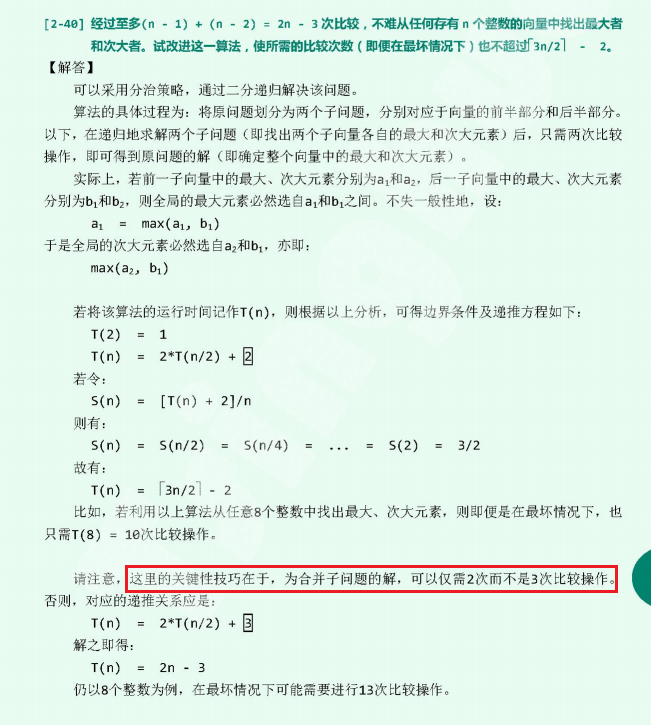 [2-40] 经过至多(n - 1) + (n - 2) = 2n - 3次比较，不难从任何存有n个整数的向量中找出最大者
和次大者。试改进这一算法，使所需的比较次数（即便在最坏情况下）也不超过⌈3n/2⌉ - 2。
【解答】
可以采用分治策略，通过二分递归解决该问题。
算法的具体过程为：将原问题划分为两个子问题，分别对应于向量的前半部分和后半部分。
以下，在递归地求解两个子问题（即找出两个子向量各自的最大和次大元素）后，只需两次比较
操作，即可得到原问题的解（即确定整个向量中的最大和次大元素）。
实际上，若前一子向量中的最大、次大元素分别为a₁和a₂，后一子向量中的最大、次大元素
分别为b₁和b₂，则全局的最大元素必然选自a₁和b₁之间。不失一般性地，设：
a₁ = max(a₁, b₁)
于是全局的次大元素必然选自a₂和b₁，亦即：
max(a₂, b₁)
若将该算法的运行时间记作T(n)，则根据以上分析，可得边界条件及递推方程如下：
T(2) = 1
T(n) = 2*T(n/2) + 2
若令：
S(n) = [T(n) + 2]/n
则有：
S(n) = S(n/2) = S(n/4) = ... = S(2) = 3/2
故有：
T(n) = ⌈3n/2⌉ - 2
比如，若利用以上算法从任意8个整数中找出最大、次大元素，则即便是在最坏情况下，也
只需T(8) = 10次比较操作。
请注意，这里的关键性技巧在于，为合并子问题的解，可以仅需2次而不是3次比较操作。
否则，对应的递推关系应是：
T(n) = 2*T(n/2) + 3
解之即得：
T(n) = 2n - 3
仍以8个整数为例，在最坏情况下可能需要进行13次比较操作。